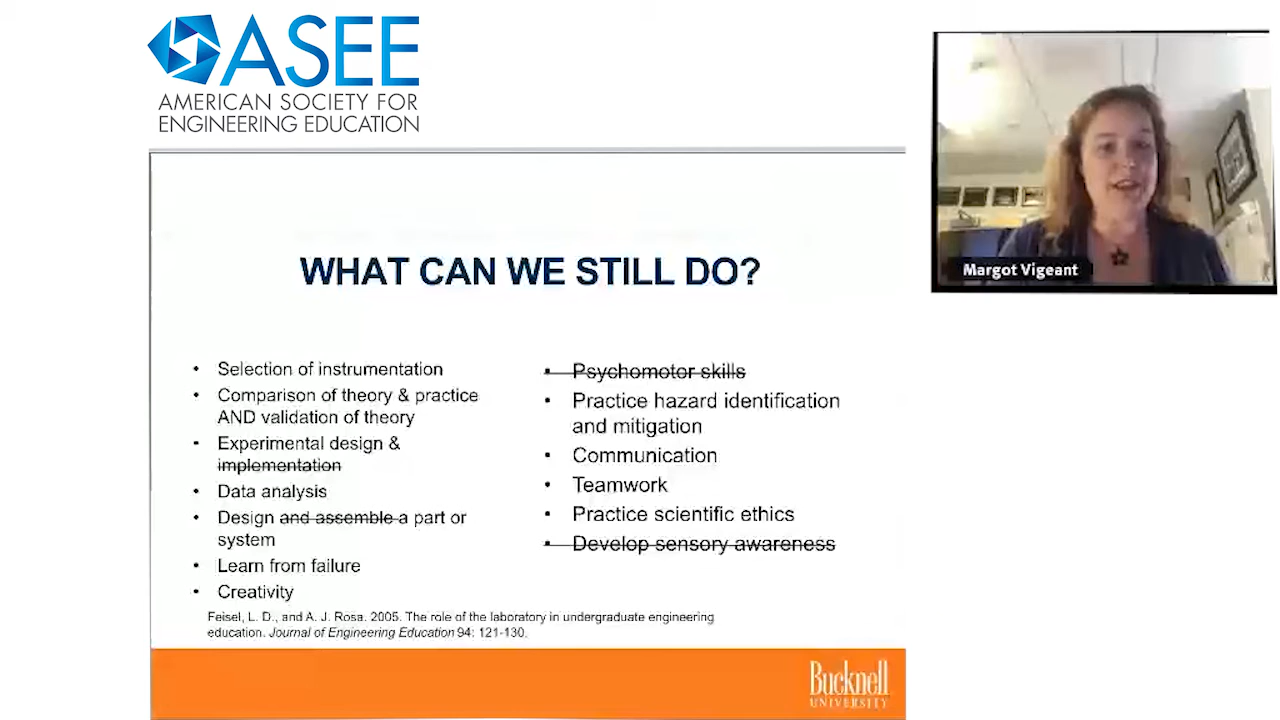 ASEE
AMERICAN SOCIETY FOR
ENGINEERING EDUCATION
Margot Vigeant
WHAT CAN WE STILL DO?
• Selection of instrumentation
• Comparison of theory & practice
AND validation of theory
• Experimental design &
implementation
• Data analysis
• Design and assemble a part or
system
• Learn from failure
• Creativity
• Psychomotor skills
• Practice hazard identification
and mitigation
• Communication
• Teamwork
• Practice scientific ethics
• Develop sensory awareness
Feisel, L. D., and A. J. Rosa. 2005. The role of the laboratory in undergraduate engineering
education. Journal of Engineering Education 94: 121-130.
Bucknell
UNIVERSITY